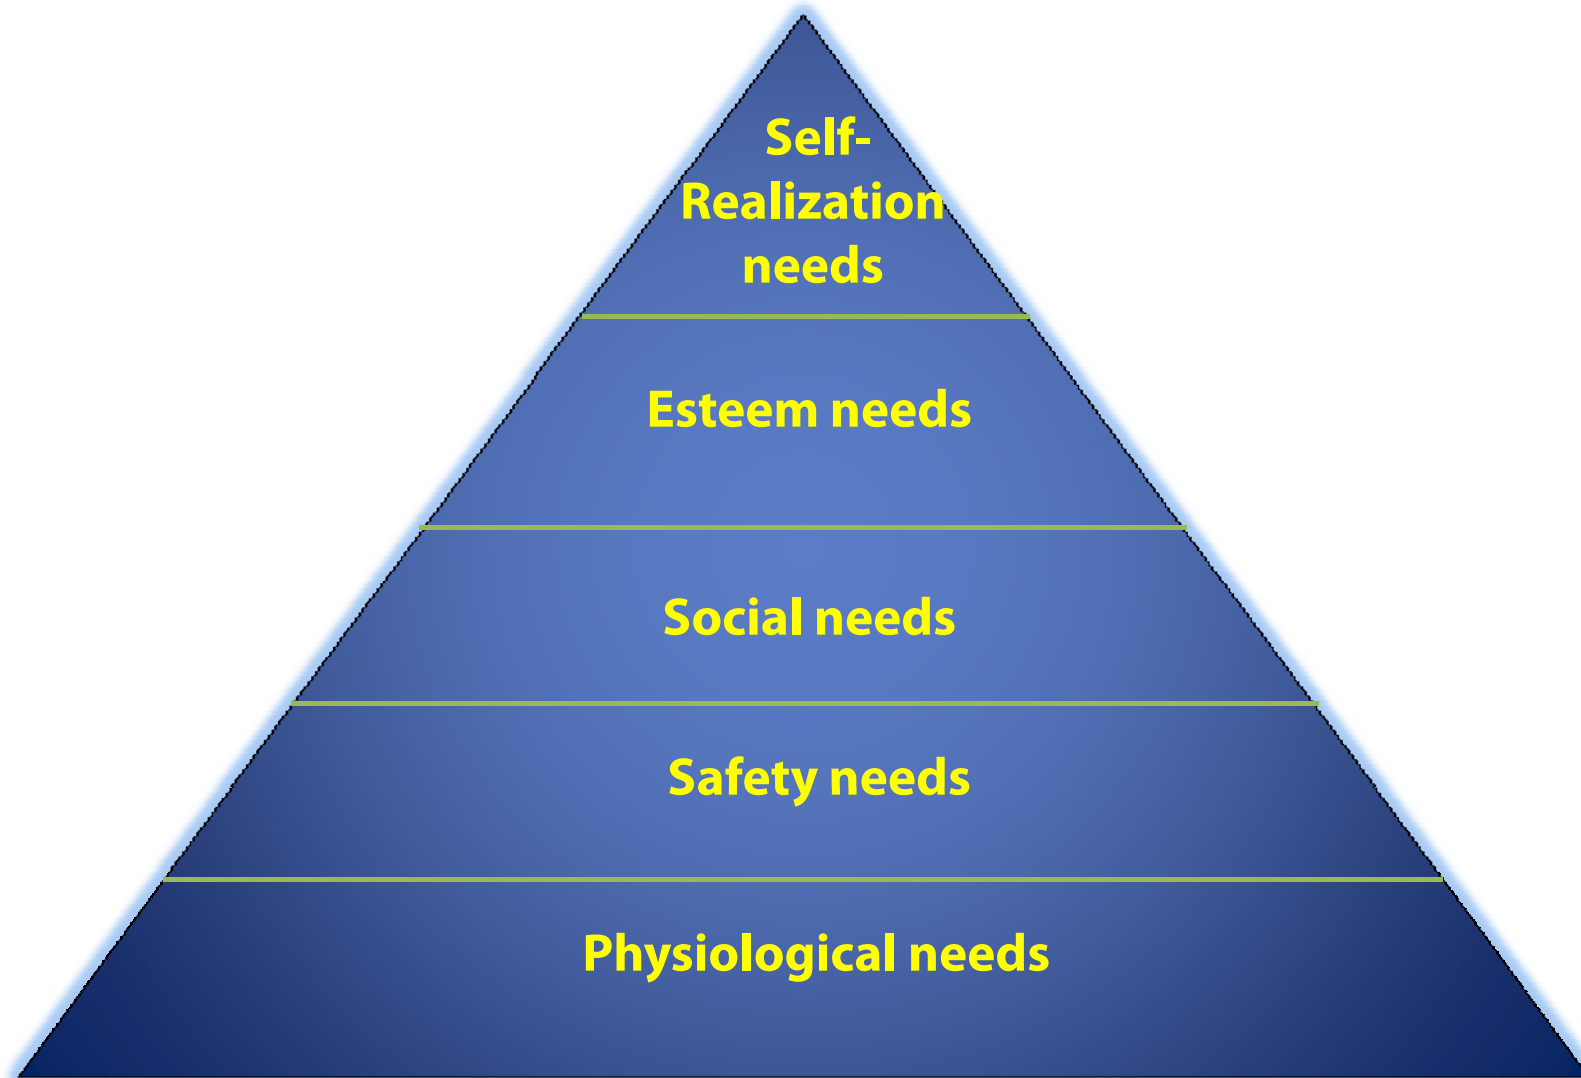 Self-
Realization
needs
Esteem needs
Social needs
Safety needs
Physiological needs